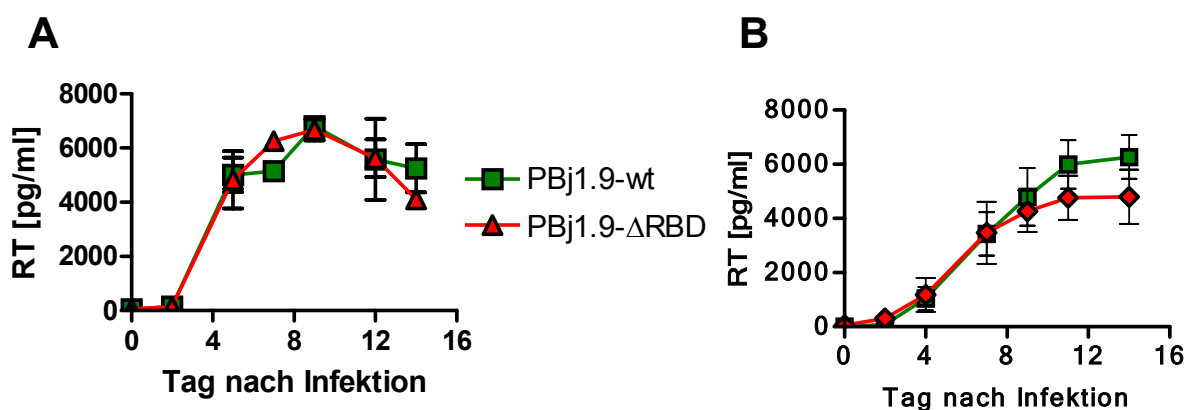 A
RT [pg/ml]
8000
6000
4000
2000
0
0 4 8 12 16
Tag nach Infektion
PBj1.9-wt
PBj1.9-ΔRBD
B
RT [pg/ml]
8000
6000
4000
2000
0
0 4 8 12 16
Tag nach Infektion